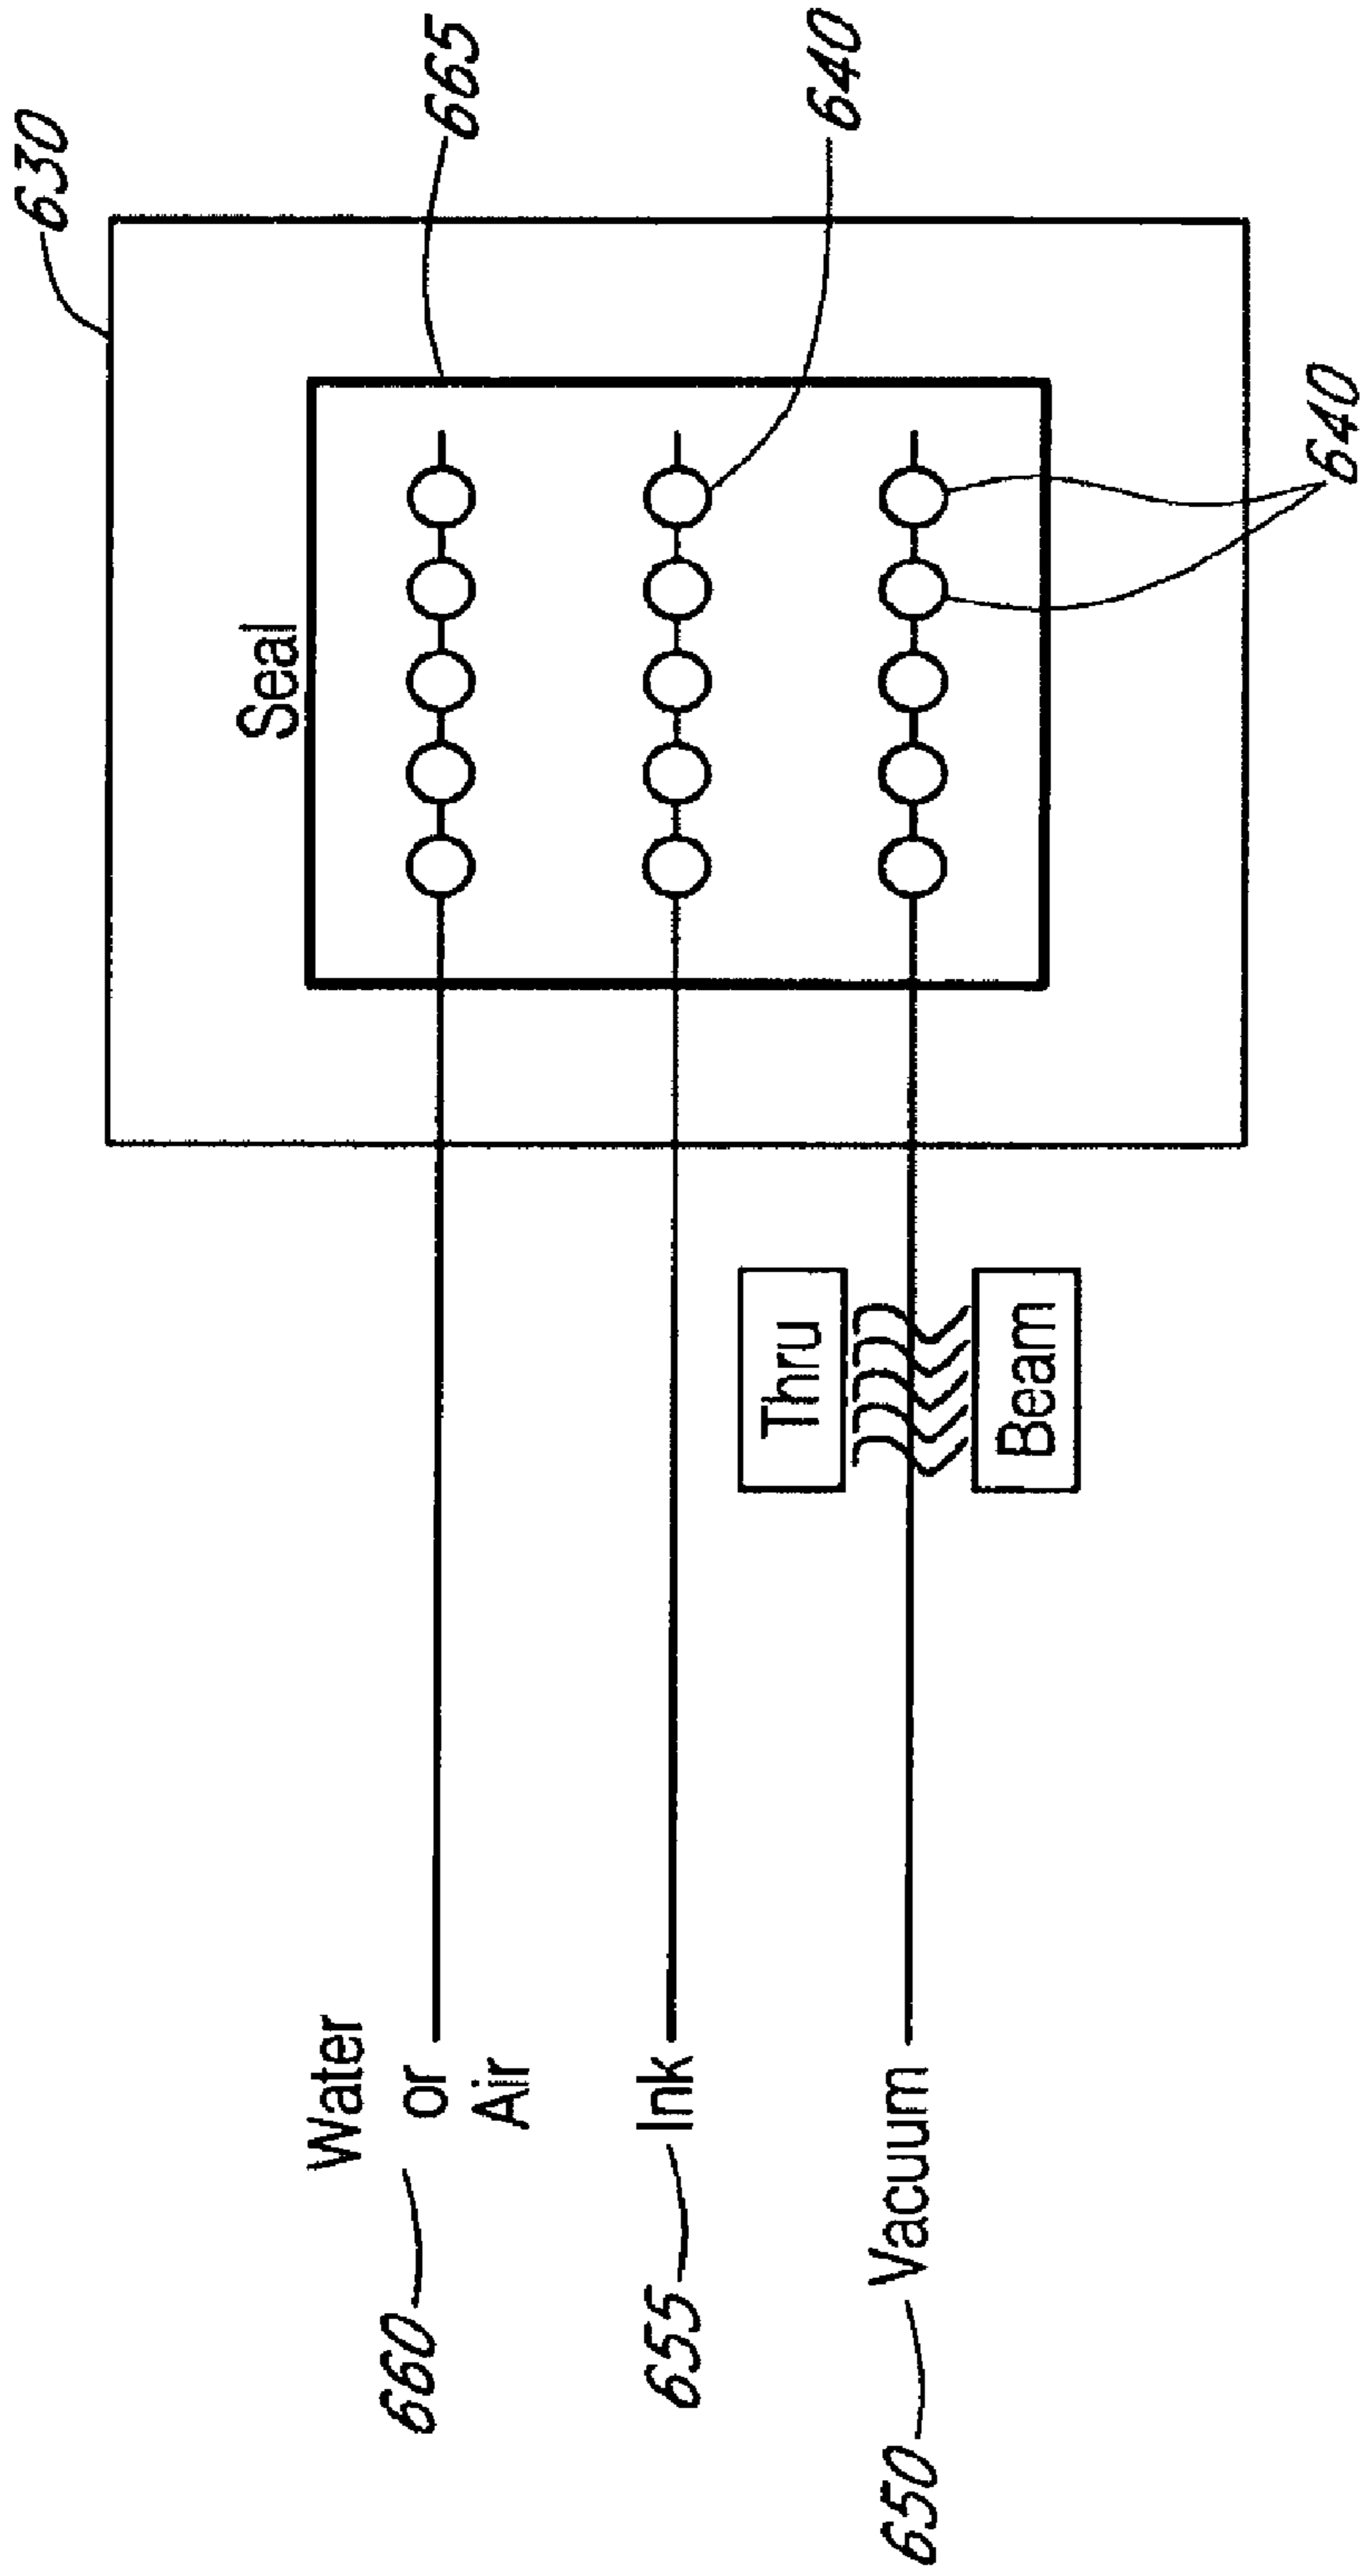 630
665
640
Seal
640
Thru
Beam
Water
or
Air
Ink
Vacuum
660
655
650